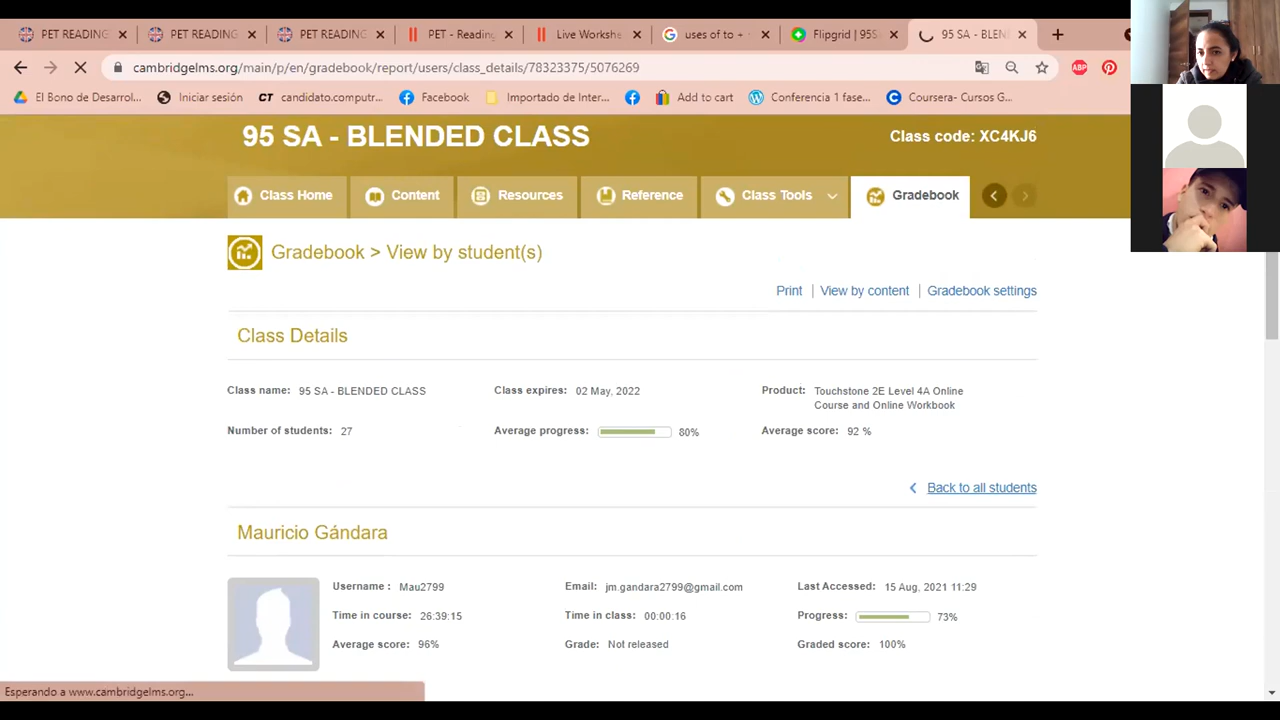 PET READING
PET READING
PET READING
PET - Reading
Live Workshe
uses of to +
Flipgrid | 95S
95 SA - BLEN
cambridgelms.org/main/p/en/gradebook/report/users/class_details/78323375/5076269
ABP
El Bono de Desarrol...
Iniciar sesión
CT candidato.computr...
Facebook
Importado de Inter...
Add to cart
Conferencia 1 fase...
Coursera- Cursos G...
95 SA - BLENDED CLASS
Class code: XC4KJ6
Class Home
Content
Resources
Reference
Class Tools
Gradebook
Gradebook > View by student(s)
Print | View by content | Gradebook settings
Class Details
Class name: 95 SA - BLENDED CLASS
Class expires: 02 May, 2022
Product: Touchstone 2E Level 4A Online
Course and Online Workbook
Number of students: 27
Average progress: 80%
Average score: 92 %
Back to all students
Mauricio Gándara
Username : Mau2799
Email: jm.gandara2799@gmail.com
Last Accessed: 15 Aug, 2021 11:29
Time in course: 26:39:15
Time in class: 00:00:16
Progress: 73%
Average score: 96%
Grade: Not released
Graded score: 100%
Esperando a www.cambridgelms.org...